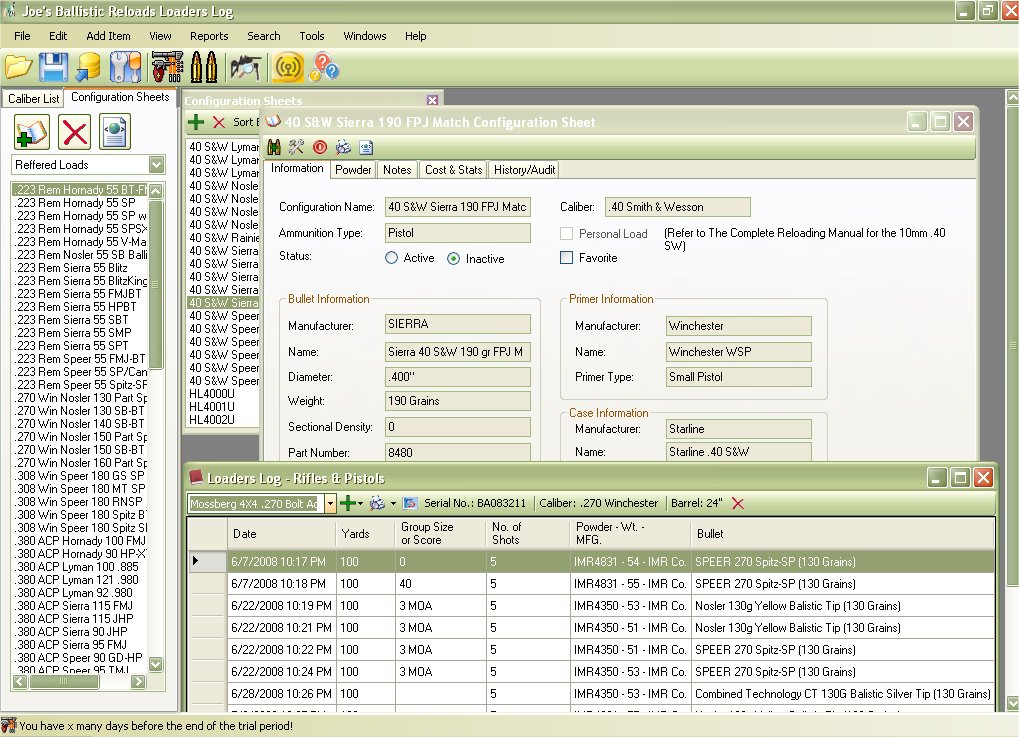 Joe's Ballistic Reloads Loaders Log
File Edit Add Item View Reports Search Tools Windows Help
Caliber List Configuration Sheets
Reffered Loads
.223 Rem Hornady 55 BT-FM
.223 Rem Hornady 55 SP
.223 Rem Hornady 55 SP w
.223 Rem Hornady 55 SPSX
.223 Rem Hornady 55 V-Ma
.223 Rem Nosler 55 SB Balli
.223 Rem Sierra 55 Blitz
.223 Rem Sierra 55 BlitzKing
.223 Rem Sierra 55 FMJBT
.223 Rem Sierra 55 HPBT
.223 Rem Sierra 55 SBT
.223 Rem Sierra 55 SMP
.223 Rem Sierra 55 SPT
.223 Rem Speer 55 FMJ-BT
.223 Rem Speer 55 SP/Can
.223 Rem Speer 55 Spitz-SF
.270 Win Nosler 130 Part Sp
.270 Win Nosler 130 SB-BT
.270 Win Nosler 140 SB-BT
.270 Win Nosler 150 Part Sp
.270 Win Nosler 150 SB-BT
.270 Win Nosler 160 Part Sp
.308 Win Speer 180 GS SP
.308 Win Speer 180 MT SP
.308 Win Speer 180 RNSP
.308 Win Speer 180 Spitz B
.308 Win Speer 180 Spitz S
.380 ACP Hornady 100 FMJ
.380 ACP Hornady 90 HP-X
.380 ACP Lyman 100 .885
.380 ACP Lyman 121 .980
.380 ACP Lyman 92 .980
.380 ACP Sierra 115 FMJ
.380 ACP Sierra 115 JHP
.380 ACP Sierra 90 JHP
.380 ACP Sierra 95 FMJ
.380 ACP Speer 90 GD-HP
.380 ACP Speer 95 TMJ
Configuration Sheets
Sort
40 S&W Lyman
40 S&W Lyman
40 S&W Lyman
40 S&W Nosle
40 S&W Nosle
40 S&W Nosle
40 S&W Nosle
40 S&W Rainie
40 S&W Sierra
40 S&W Sierra
40 S&W Sierra
40 S&W Sierra
40 S&W Sierra
40 S&W Speer
40 S&W Speer
40 S&W Speer
40 S&W Speer
40 S&W Speer
40 S&W Speer
HL4000U
HL4001U
HL4002U
40 S&W Sierra 190 FPJ Match Configuration Sheet
Information Powder Notes Cost & Stats History/Audit
Configuration Name: 40 S&W Sierra 190 FPJ Matc Caliber: .40 Smith & Wesson
Ammunition Type: Pistol Personal Load (Refer to The Complete Reloading Manual for the 10mm .40
SW)
Status: Active Inactive Favorite
Bullet Information
Manufacturer: SIERRA
Name: Sierra 40 S&W 190 gr FPJ M
Diameter: .400"
Weight: 190 Grains
Sectional Density: 0
Part Number: 8480
Primer Information
Manufacturer: Winchester
Name: Winchester WSP
Primer Type: Small Pistol
Case Information
Manufacturer: Starline
Name: Starline .40 S&W
Loaders Log - Rifles & Pistols
Mossberg 4X4 .270 Bolt Ac Serial No.: BA083211 Caliber: .270 Winchester Barrel: 24"
Date Yards Group Size or Score No. of Shots Powder - Wt. - MFG. Bullet
6/7/2008 10:17 PM 100 0 5 IMR4831 - 54 - IMR Co. SPEER 270 Spitz-SP (130 Grains)
6/7/2008 10:18 PM 100 40 5 IMR4831 - 55 - IMR Co. SPEER 270 Spitz-SP (130 Grains)
6/22/2008 10:19 PM 100 3 MOA 5 IMR4350 - 53 - IMR Co. Nosler 130g Yellow Balistic Tip (130 Grains)
6/22/2008 10:21 PM 100 3 MOA 5 IMR4350 - 51 - IMR Co. Nosler 130g Yellow Balistic Tip (130 Grains)
6/22/2008 10:22 PM 100 3 MOA 5 IMR4350 - 51 - IMR Co. SPEER 270 Spitz-SP (130 Grains)
6/22/2008 10:24 PM 100 3 MOA 5 IMR4350 - 53 - IMR Co. SPEER 270 Spitz-SP (130 Grains)
6/28/2008 10:26 PM 100 5 IMR4350 - 53 - IMR Co. Combined Technology CT 130G Balistic Silver Tip (130 Grains)
You have x many days before the end of the trial period!